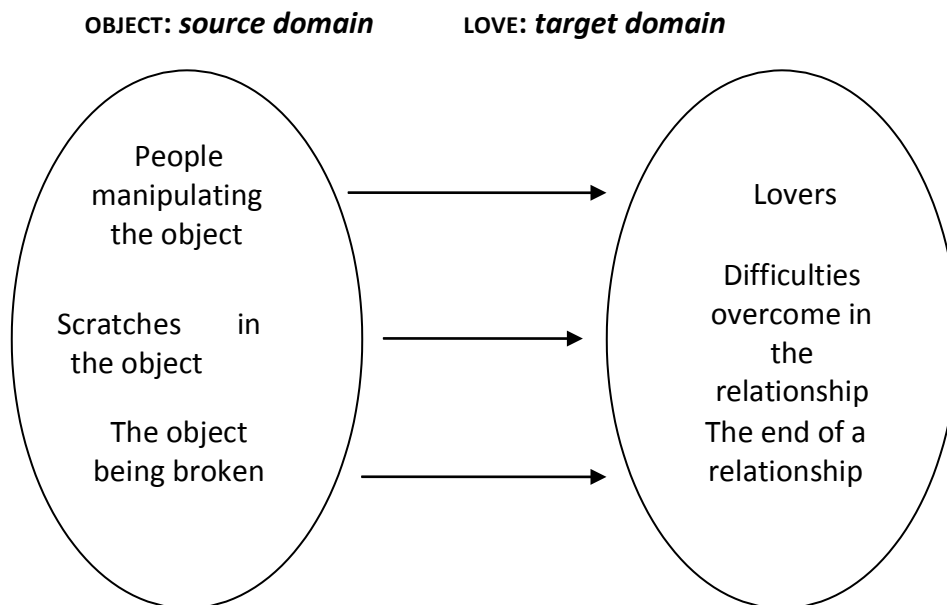 OBJECT: source domain LOVE: target domain
People
manipulating
the object
Lovers
Scratches in
the object
Difficulties
overcome in
the
relationship
The object
being broken
The end of a
relationship